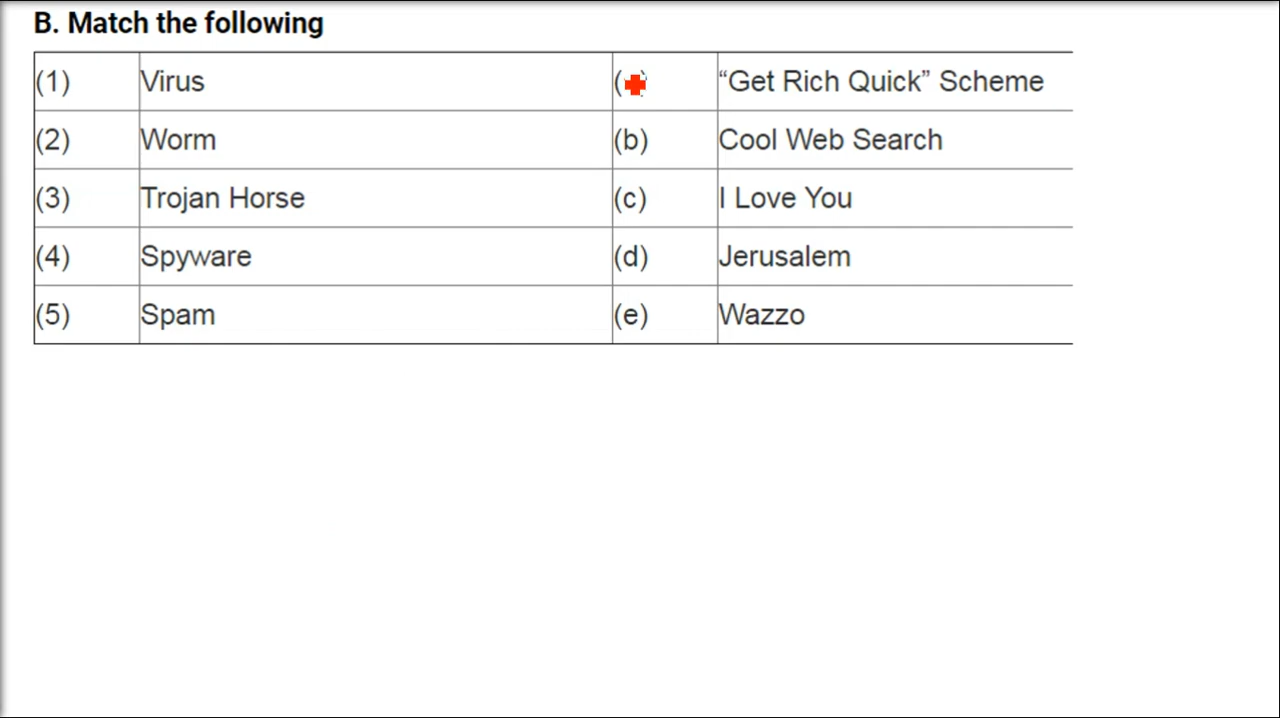 B. Match the following
(1) Virus ( ) “Get Rich Quick” Scheme
(2) Worm (b) Cool Web Search
(3) Trojan Horse (c) I Love You
(4) Spyware (d) Jerusalem
(5) Spam (e) Wazzo